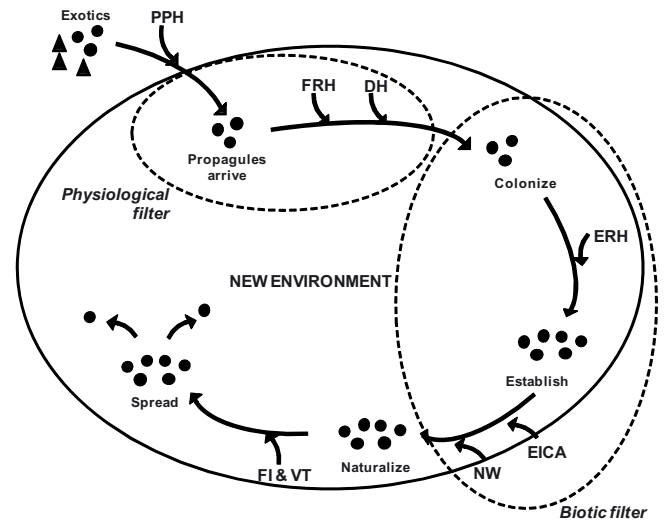 Exotics
PPH
FRH
DH
Propagules
arrive
Colonize
Physiological
filter
ERH
NEW ENVIRONMENT
Establish
Spread
EICA
Naturalize
NW
FI & VT
Biotic filter